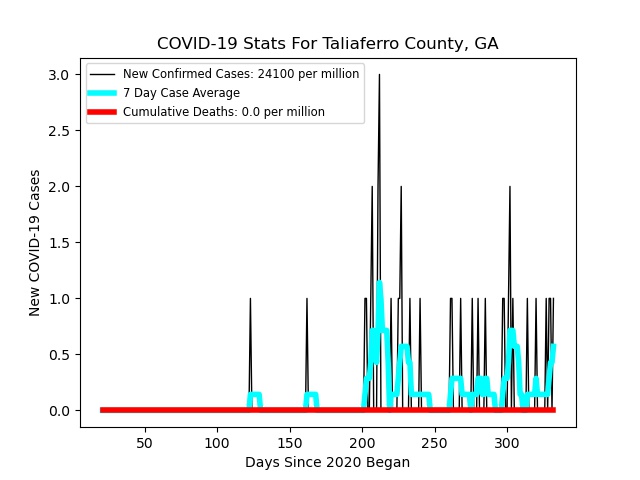 COVID-19 Stats For Taliaferro County, GA
New Confirmed Cases: 24100 per million
7 Day Case Average
Cumulative Deaths: 0.0 per million
New COVID-19 Cases
3.0
2.5
2.0
1.5
1.0
0.5
0.0
50 100 150 200 250 300
Days Since 2020 Began